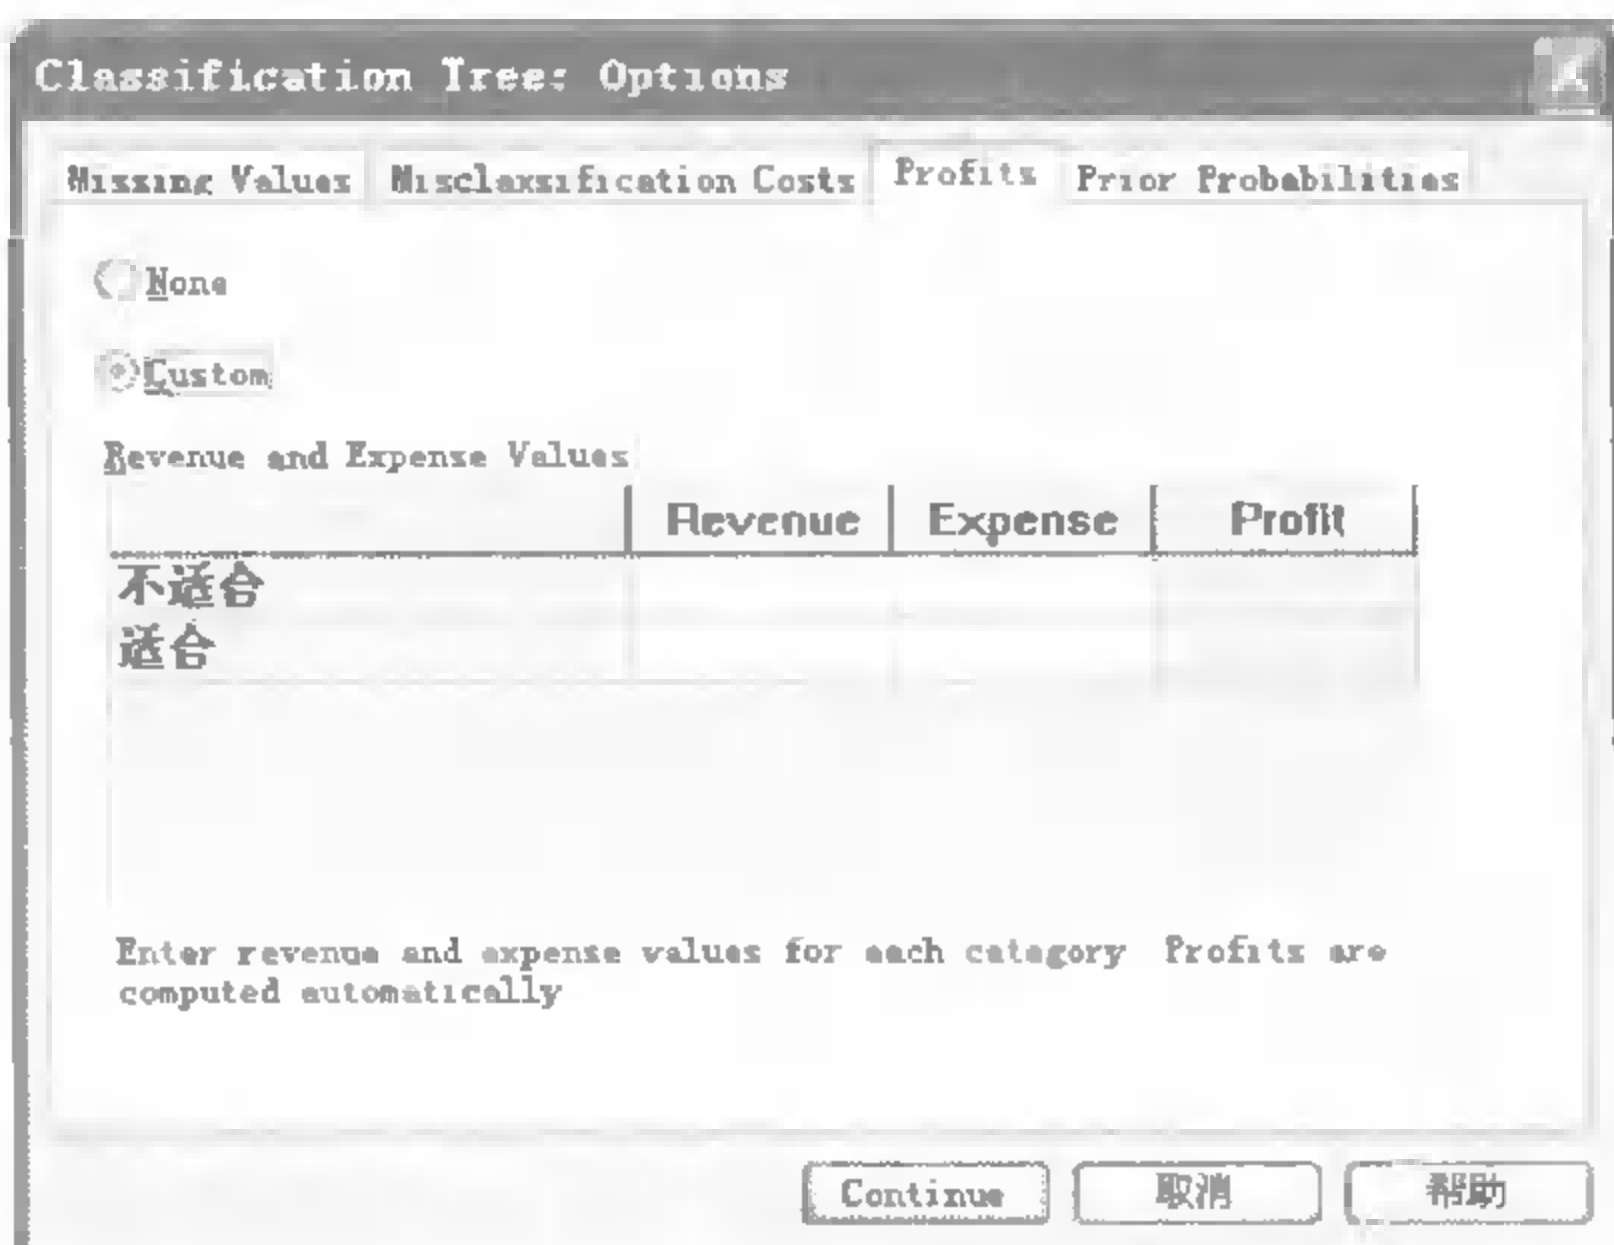 Classification Tree: Options
Missing Values Misclassification Costs Profits Prior Probabilities
None
Custom
Revenue and Expense Values
Revenue Expense Profit
不适合
适合
Enter revenue and expense values for each category Profits are
computed automatically
Continue 取消 帮助